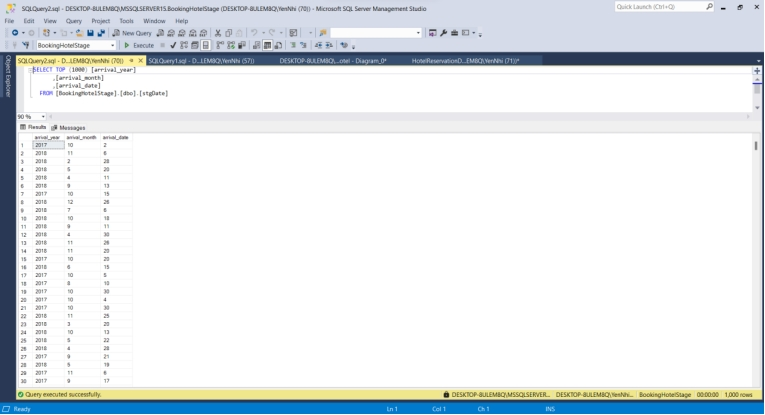 SQLQuery2.sql - DESKTOP-8ULEM8Q\MSSQLSERVER15.BookingHotelStage (DESKTOP-8ULEM8Q\YenNhi (70)) - Microsoft SQL Server Management Studio
Quick Launch (Ctrl+Q)
File Edit View Query Project Tools Window Help
New Query
BookingHotelStage
Execute
SQLQuery2.sql - D...LEM8Q\YenNhi (70))
SQLQuery1.sql - D...LEM8Q\YenNhi (57))
DESKTOP-8ULEM8Q\...otel - Diagram_0*
HotelReservationD...EM8Q\YenNhi (71))*
Object Explorer
SELECT TOP (1000) [arrival_year]
,[arrival_month]
,[arrival_date]
FROM [BookingHotelStage].[dbo].[stgDate]
90 %
Results Messages
arrival_year arrival_month arrival_date
1 2017 10 2
2 2018 11 6
3 2018 2 28
4 2018 5 20
5 2018 4 11
6 2018 9 13
7 2017 10 15
8 2018 12 26
9 2018 7 6
10 2018 10 18
11 2018 9 11
12 2018 4 30
13 2018 11 26
14 2018 11 20
15 2017 10 20
16 2018 6 15
17 2017 10 5
18 2017 8 10
19 2017 10 30
20 2017 10 4
21 2017 10 30
22 2018 11 25
23 2018 3 20
24 2018 10 13
25 2018 5 22
26 2018 4 28
27 2017 9 21
28 2018 5 19
29 2017 11 6
30 2017 9 17
Query executed successfully.
DESKTOP-8ULEM8Q\MSSQLSERVER... DESKTOP-8ULEM8Q\YenNhi... BookingHotelStage 00:00:00 1,000 rows
Ready Ln 1 Col 1 Ch 1 INS